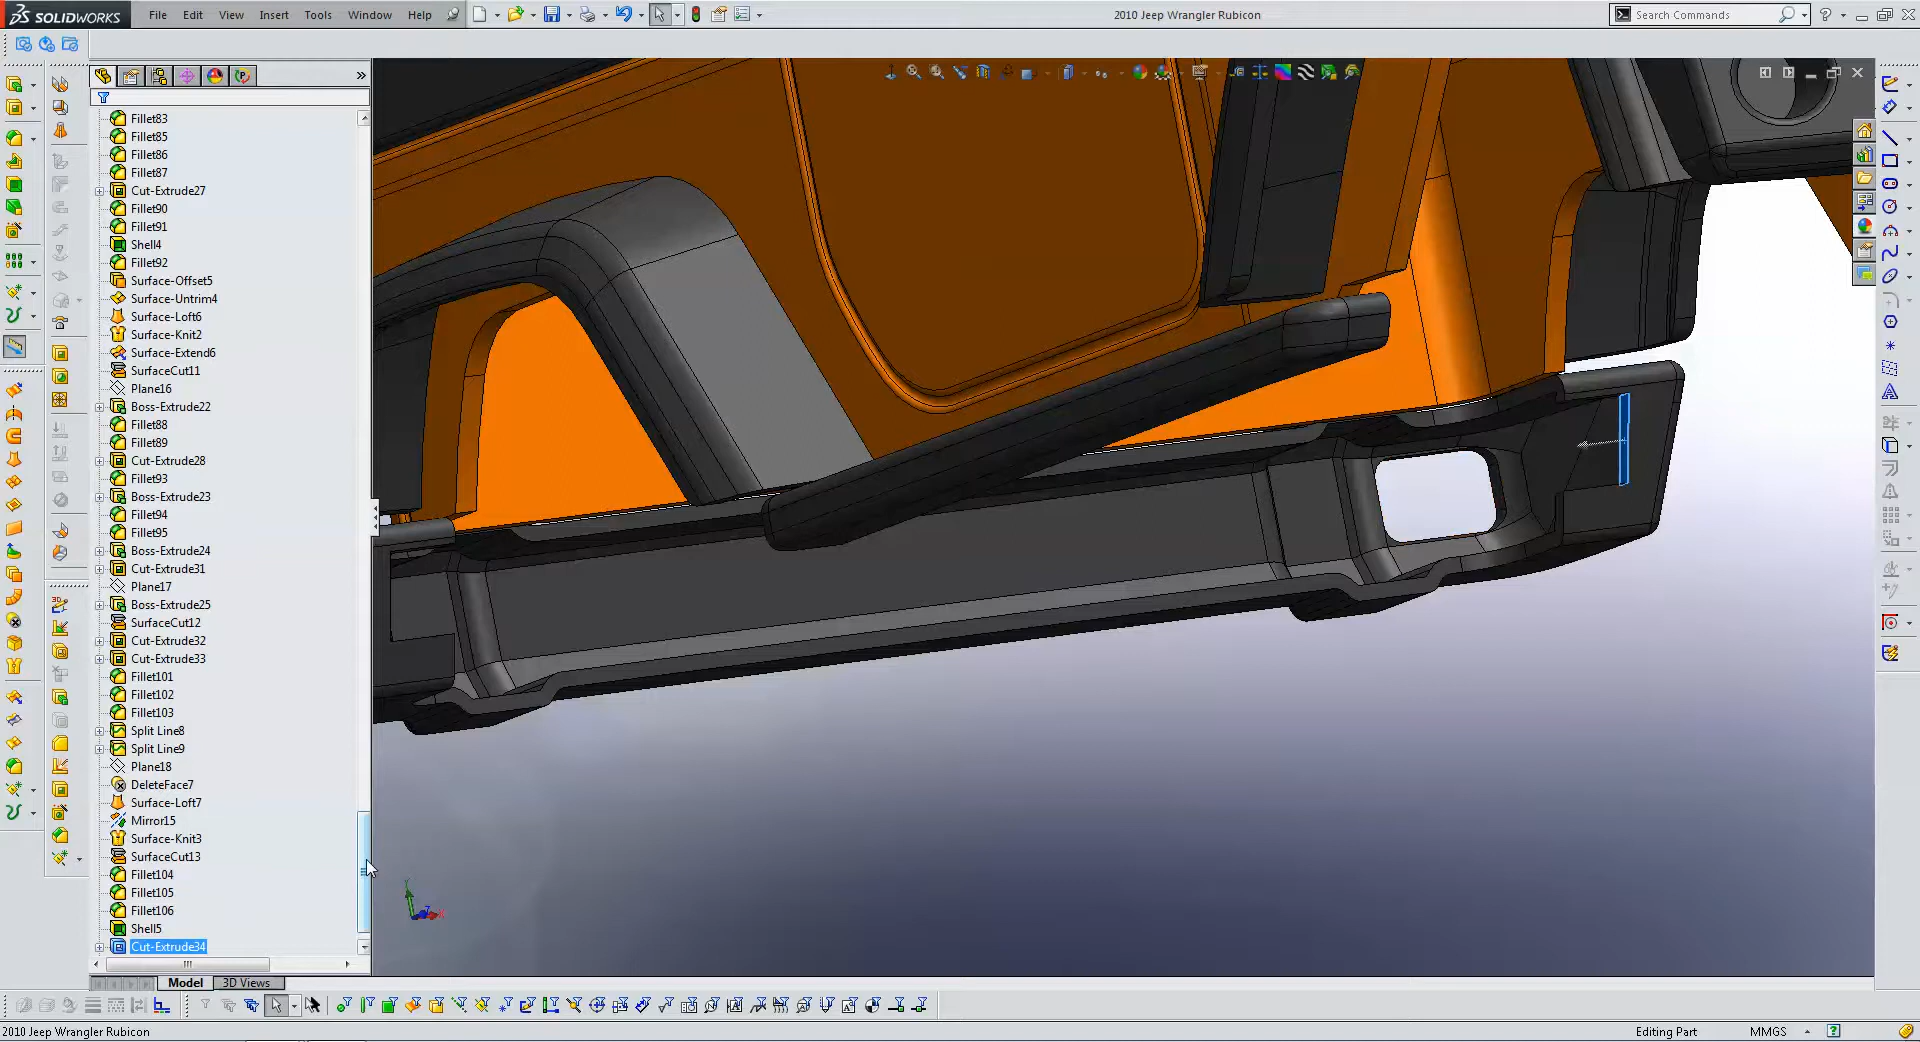 SOLIDWORKS File Edit View Insert Tools Window Help 2010 Jeep Wrangler Rubicon Search Commands
Fillet83
Fillet85
Fillet86
Fillet87
Cut-Extrude27
Fillet90
Fillet91
Shell4
Fillet92
Surface-Offset5
Surface-Untrim4
Surface-Loft6
Surface-Knit2
Surface-Extend6
SurfaceCut11
Plane16
Boss-Extrude22
Fillet88
Fillet89
Cut-Extrude28
Fillet93
Boss-Extrude23
Fillet94
Fillet95
Boss-Extrude24
Cut-Extrude31
Plane17
Boss-Extrude25
SurfaceCut12
Cut-Extrude32
Cut-Extrude33
Fillet101
Fillet102
Fillet103
Split Line8
Split Line9
Plane18
DeleteFace7
Surface-Loft7
Mirror15
Surface-Knit3
SurfaceCut13
Fillet104
Fillet105
Fillet106
Shell5
Cut-Extrude34
Model 3D Views
2010 Jeep Wrangler Rubicon Editing Part MMGS